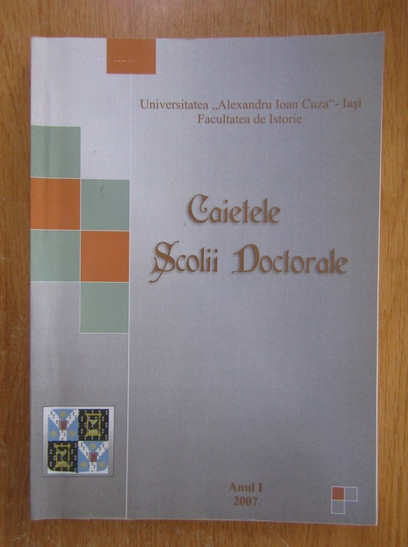 Universitatea „Alexandru Ioan Cuza“- Iași
Facultatea de Istorie
Caietele
Școlii Doctorale
Anul I
2007